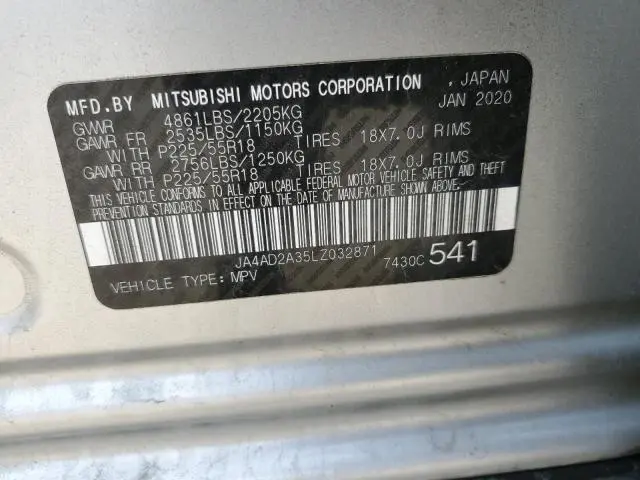 MFD.BY MITSUBISHI MOTORS CORPORATION , JAPAN
JAN 2020
GVWR 4861LBS/2205KG
GAWR FR 2535LBS/1150KG
WITH P225/55R18 TIRES 18X7.0J RIMS
GAWR RR 2756LBS/1250KG
WITH P225/55R18 TIRES 18X7.0J RIMS
THIS VEHICLE CONFORMS TO ALL APPLICABLE FEDERAL MOTOR VEHICLE SAFETY AND THEFT
PREVENTION STANDARDS IN EFFECT ON THE DATE OF MANUFACTURE SHOWN ABOVE.
JA4AD2A35LZ032871 7430C 541
VEHICLE TYPE: MPV